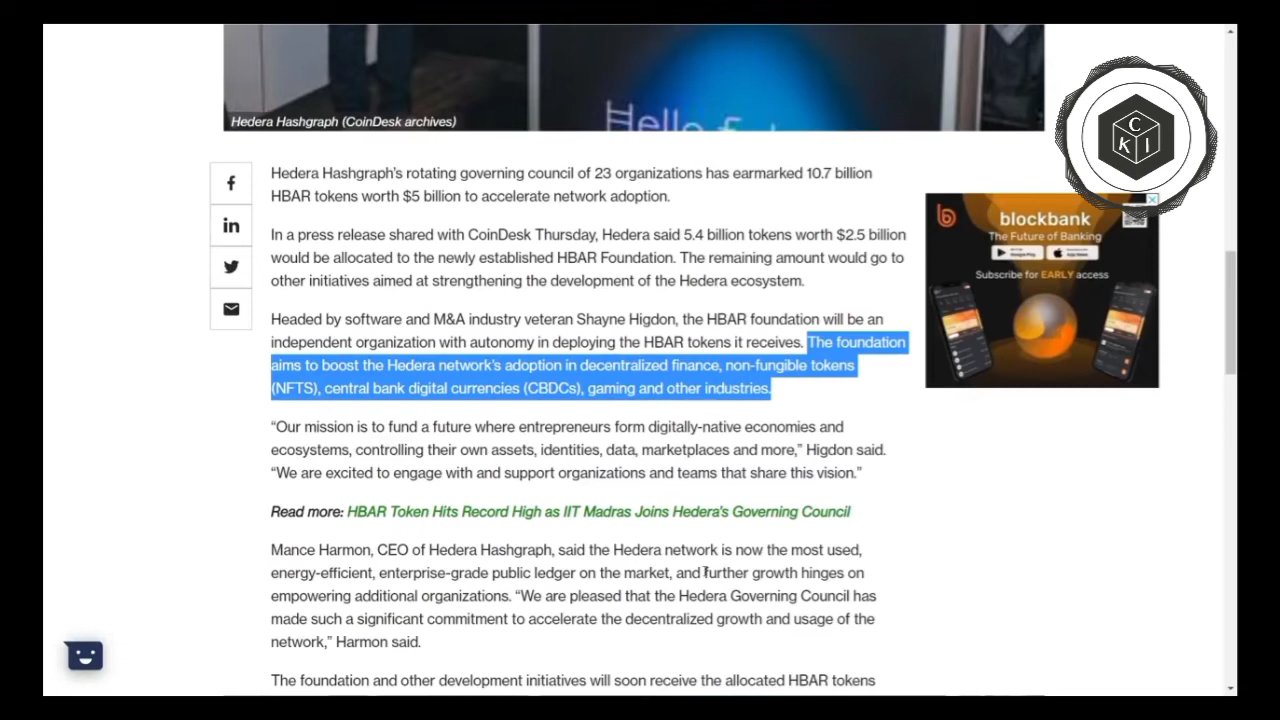 Hello
Hedera Hashgraph (CoinDesk archives)
Hedera Hashgraph's rotating governing council of 23 organizations has earmarked 10.7 billion
HBAR tokens worth $5 billion to accelerate network adoption.
In a press release shared with CoinDesk Thursday, Hedera said 5.4 billion tokens worth $2.5 billion
would be allocated to the newly established HBAR Foundation. The remaining amount would go to
other initiatives aimed at strengthening the development of the Hedera ecosystem.
Headed by software and M&A industry veteran Shayne Higdon, the HBAR foundation will be an
independent organization with autonomy in deploying the HBAR tokens it receives. The foundation
aims to boost the Hedera network's adoption in decentralized finance, non-fungible tokens
(NFTS), central bank digital currencies (CBDCs), gaming and other industries.
“Our mission is to fund a future where entrepreneurs form digitally-native economies and
ecosystems, controlling their own assets, identities, data, marketplaces and more,” Higdon said.
“We are excited to engage with and support organizations and teams that share this vision.”
Read more: HBAR Token Hits Record High as IIT Madras Joins Hedera's Governing Council
Mance Harmon, CEO of Hedera Hashgraph, said the Hedera network is now the most used,
energy-efficient, enterprise-grade public ledger on the market, and further growth hinges on
empowering additional organizations. “We are pleased that the Hedera Governing Council has
made such a significant commitment to accelerate the decentralized growth and usage of the
network,” Harmon said.
The foundation and other development initiatives will soon receive the allocated HBAR tokens
C
K I
blockbank
The Future of Banking
Google Play
App Store
Subscribe for EARLY access